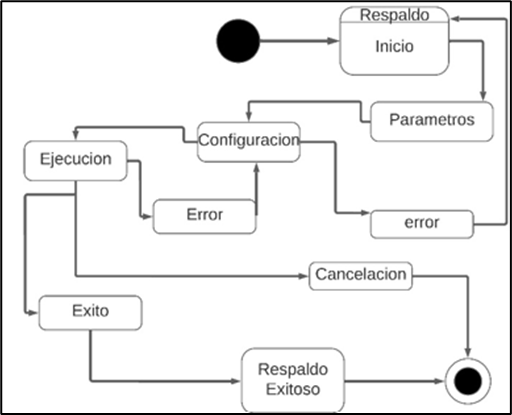 Respaldo
Inicio
Parametros
Configuracion
Ejecucion
Error
error
Cancelacion
Exito
Respaldo
Exitoso